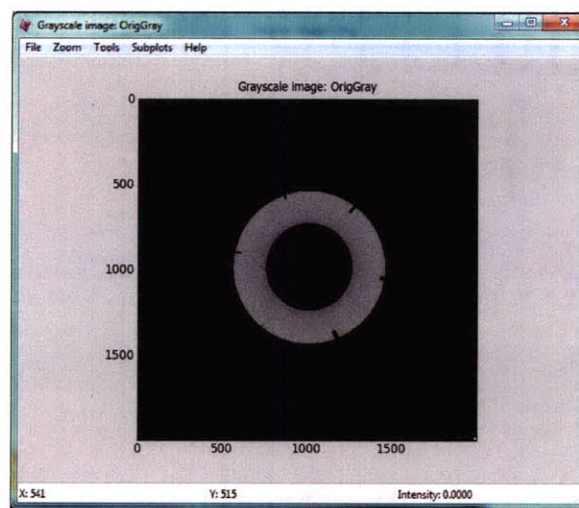 Grayscale image: OrigGray
File Zoom Tools Subplots Help
Grayscale image: OrigGray
0
500
1000
1500
0 500 1000 1500
X: 541 Y: 515 Intensity: 0.0000